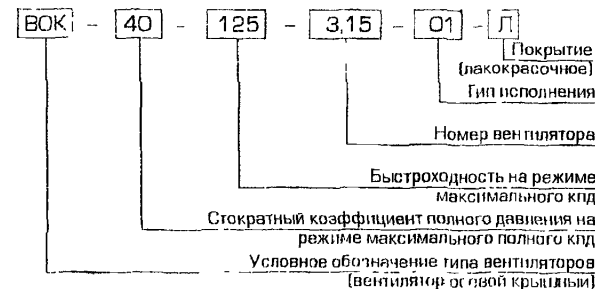 ВОК - 40 - 125 - 3,15 - 01 - Л
Покрытие
(лакокрасочное)
Тип исполнения
Номер вентилятора
Быстроходность на режиме
максимального кпд
Стократный коэффициент полного давления на
режиме максимального полного кпд
Условное обозначение типа вентиляторов
(вентилятор осевой крышный)